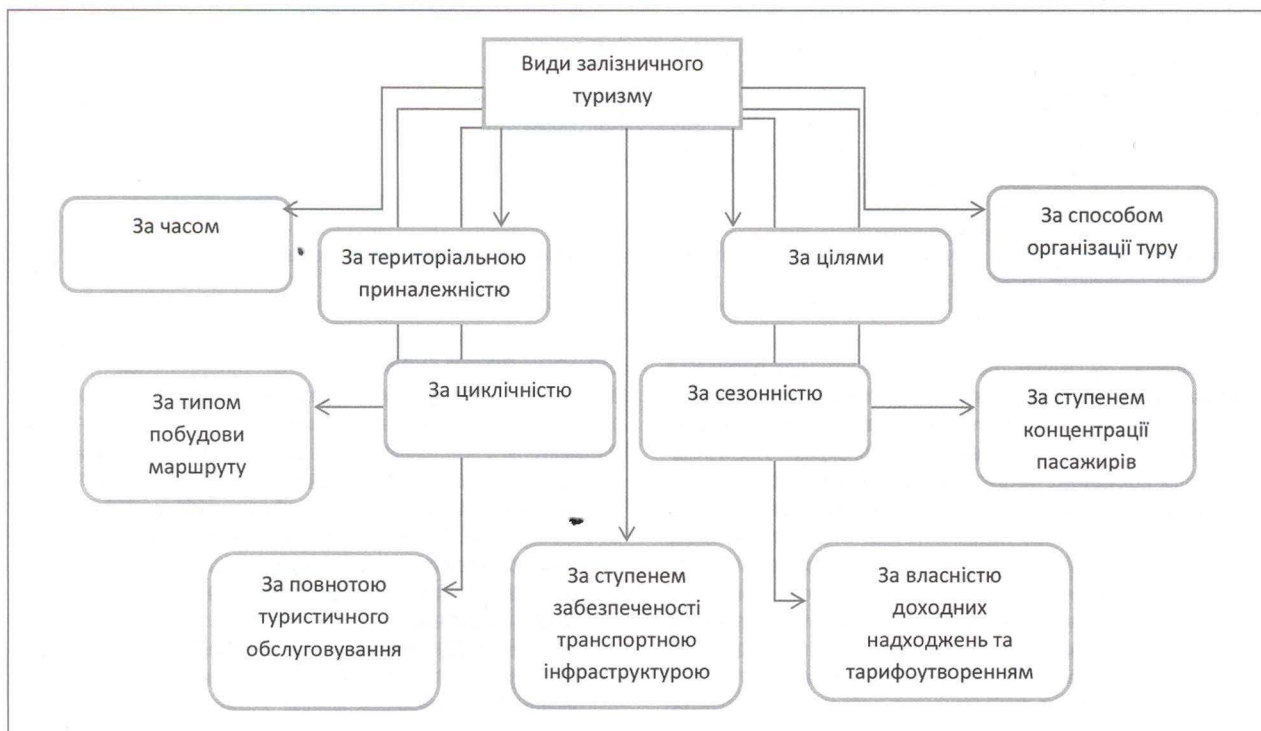 Види залізничного
туризму
За часом
За територіальною
приналежністю
За цілями
За способом
організації туру
За типом
побудови
маршруту
За циклічністю
За сезонністю
За ступенем
концентрації
пасажирів
За повнотою
туристичного
обслуговування
За ступенем
забезпеченості
транспортною
інфраструктурою
За власністю
доходних
надходжень та
тарифоутворенням